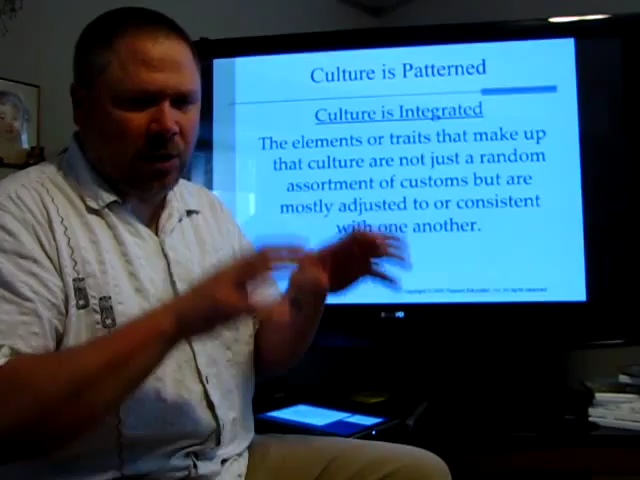 Culture is Patterned
Culture is Integrated
The elements or traits that make up
that culture are not just a random
assortment of customs but are
mostly adjusted to or consistent
with one another.